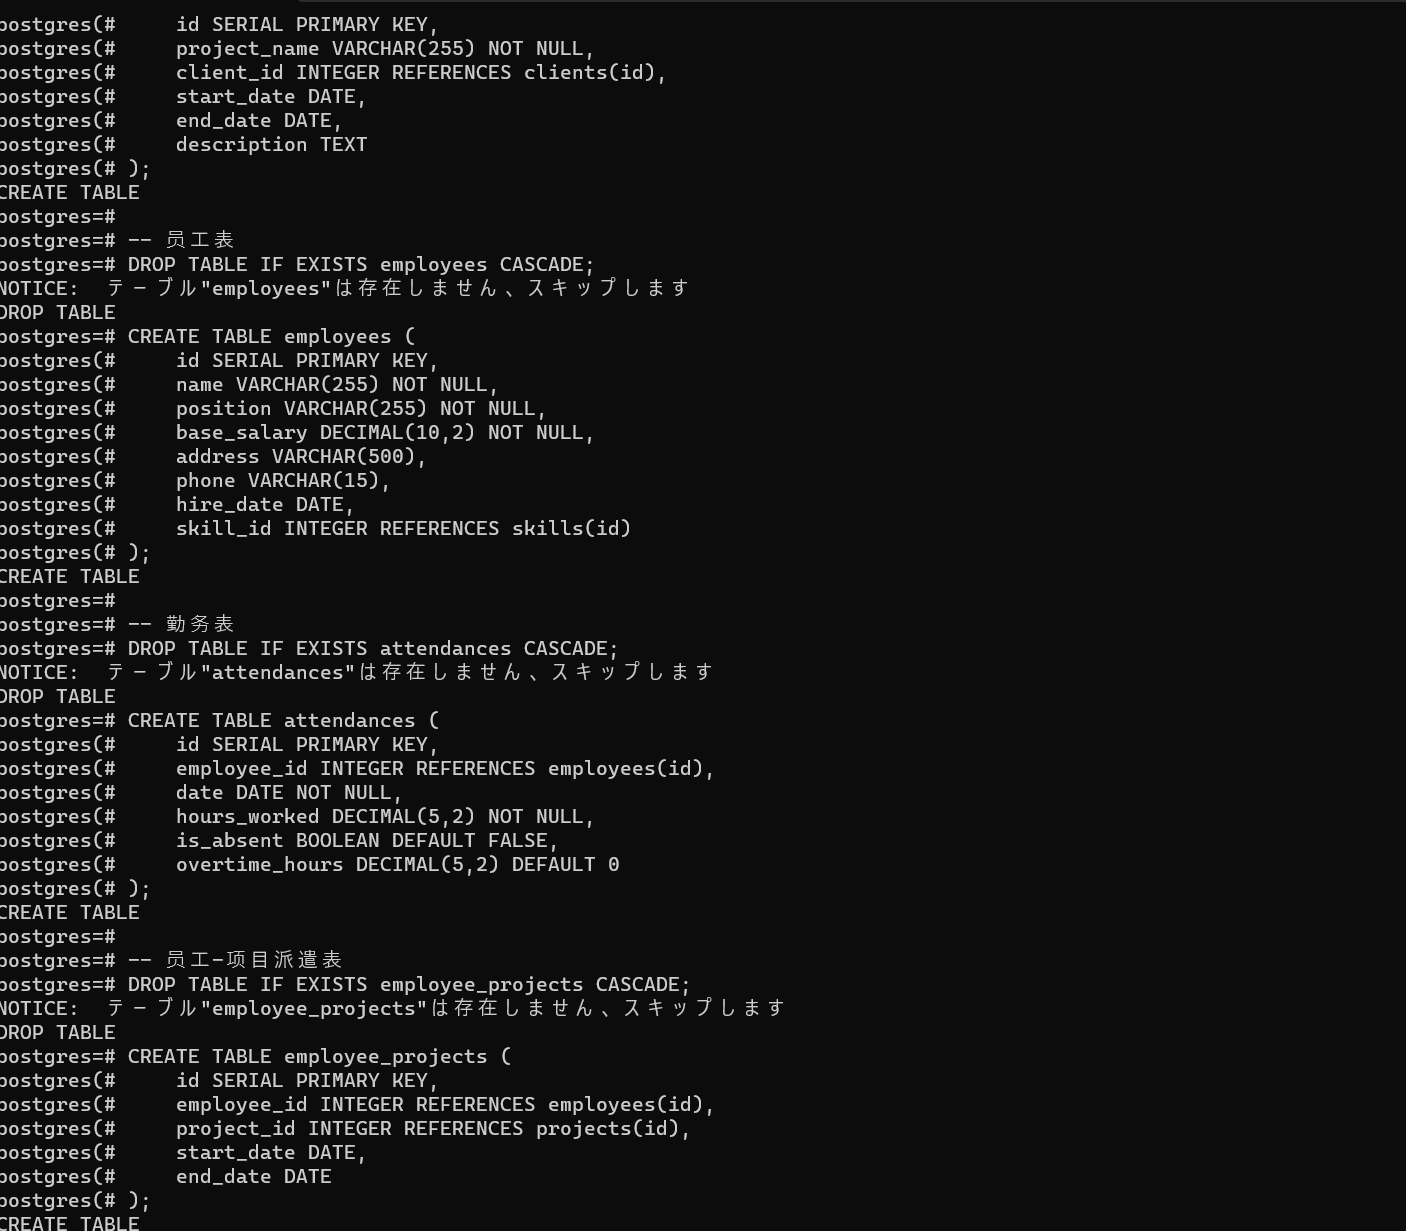 postgres(#     id SERIAL PRIMARY KEY,
postgres(#     project_name VARCHAR(255) NOT NULL,
postgres(#     client_id INTEGER REFERENCES clients(id),
postgres(#     start_date DATE,
postgres(#     end_date DATE,
postgres(#     description TEXT
postgres(# );
CREATE TABLE
postgres=#
postgres=# -- 员工表
postgres=# DROP TABLE IF EXISTS employees CASCADE;
NOTICE:  テーブル"employees"は存在しません、スキップします
DROP TABLE
postgres=# CREATE TABLE employees (
postgres(#     id SERIAL PRIMARY KEY,
postgres(#     name VARCHAR(255) NOT NULL,
postgres(#     position VARCHAR(255) NOT NULL,
postgres(#     base_salary DECIMAL(10,2) NOT NULL,
postgres(#     address VARCHAR(500),
postgres(#     phone VARCHAR(15),
postgres(#     hire_date DATE,
postgres(#     skill_id INTEGER REFERENCES skills(id)
postgres(# );
CREATE TABLE
postgres=#
postgres=# -- 勤务表
postgres=# DROP TABLE IF EXISTS attendances CASCADE;
NOTICE:  テーブル"attendances"は存在しません、スキップします
DROP TABLE
postgres=# CREATE TABLE attendances (
postgres(#     id SERIAL PRIMARY KEY,
postgres(#     employee_id INTEGER REFERENCES employees(id),
postgres(#     date DATE NOT NULL,
postgres(#     hours_worked DECIMAL(5,2) NOT NULL,
postgres(#     is_absent BOOLEAN DEFAULT FALSE,
postgres(#     overtime_hours DECIMAL(5,2) DEFAULT 0
postgres(# );
CREATE TABLE
postgres=#
postgres=# -- 员工-项目派遣表
postgres=# DROP TABLE IF EXISTS employee_projects CASCADE;
NOTICE:  テーブル"employee_projects"は存在しません、スキップします
DROP TABLE
postgres=# CREATE TABLE employee_projects (
postgres(#     id SERIAL PRIMARY KEY,
postgres(#     employee_id INTEGER REFERENCES employees(id),
postgres(#     project_id INTEGER REFERENCES projects(id),
postgres(#     start_date DATE,
postgres(#     end_date DATE
postgres(# );
CREATE TABLE